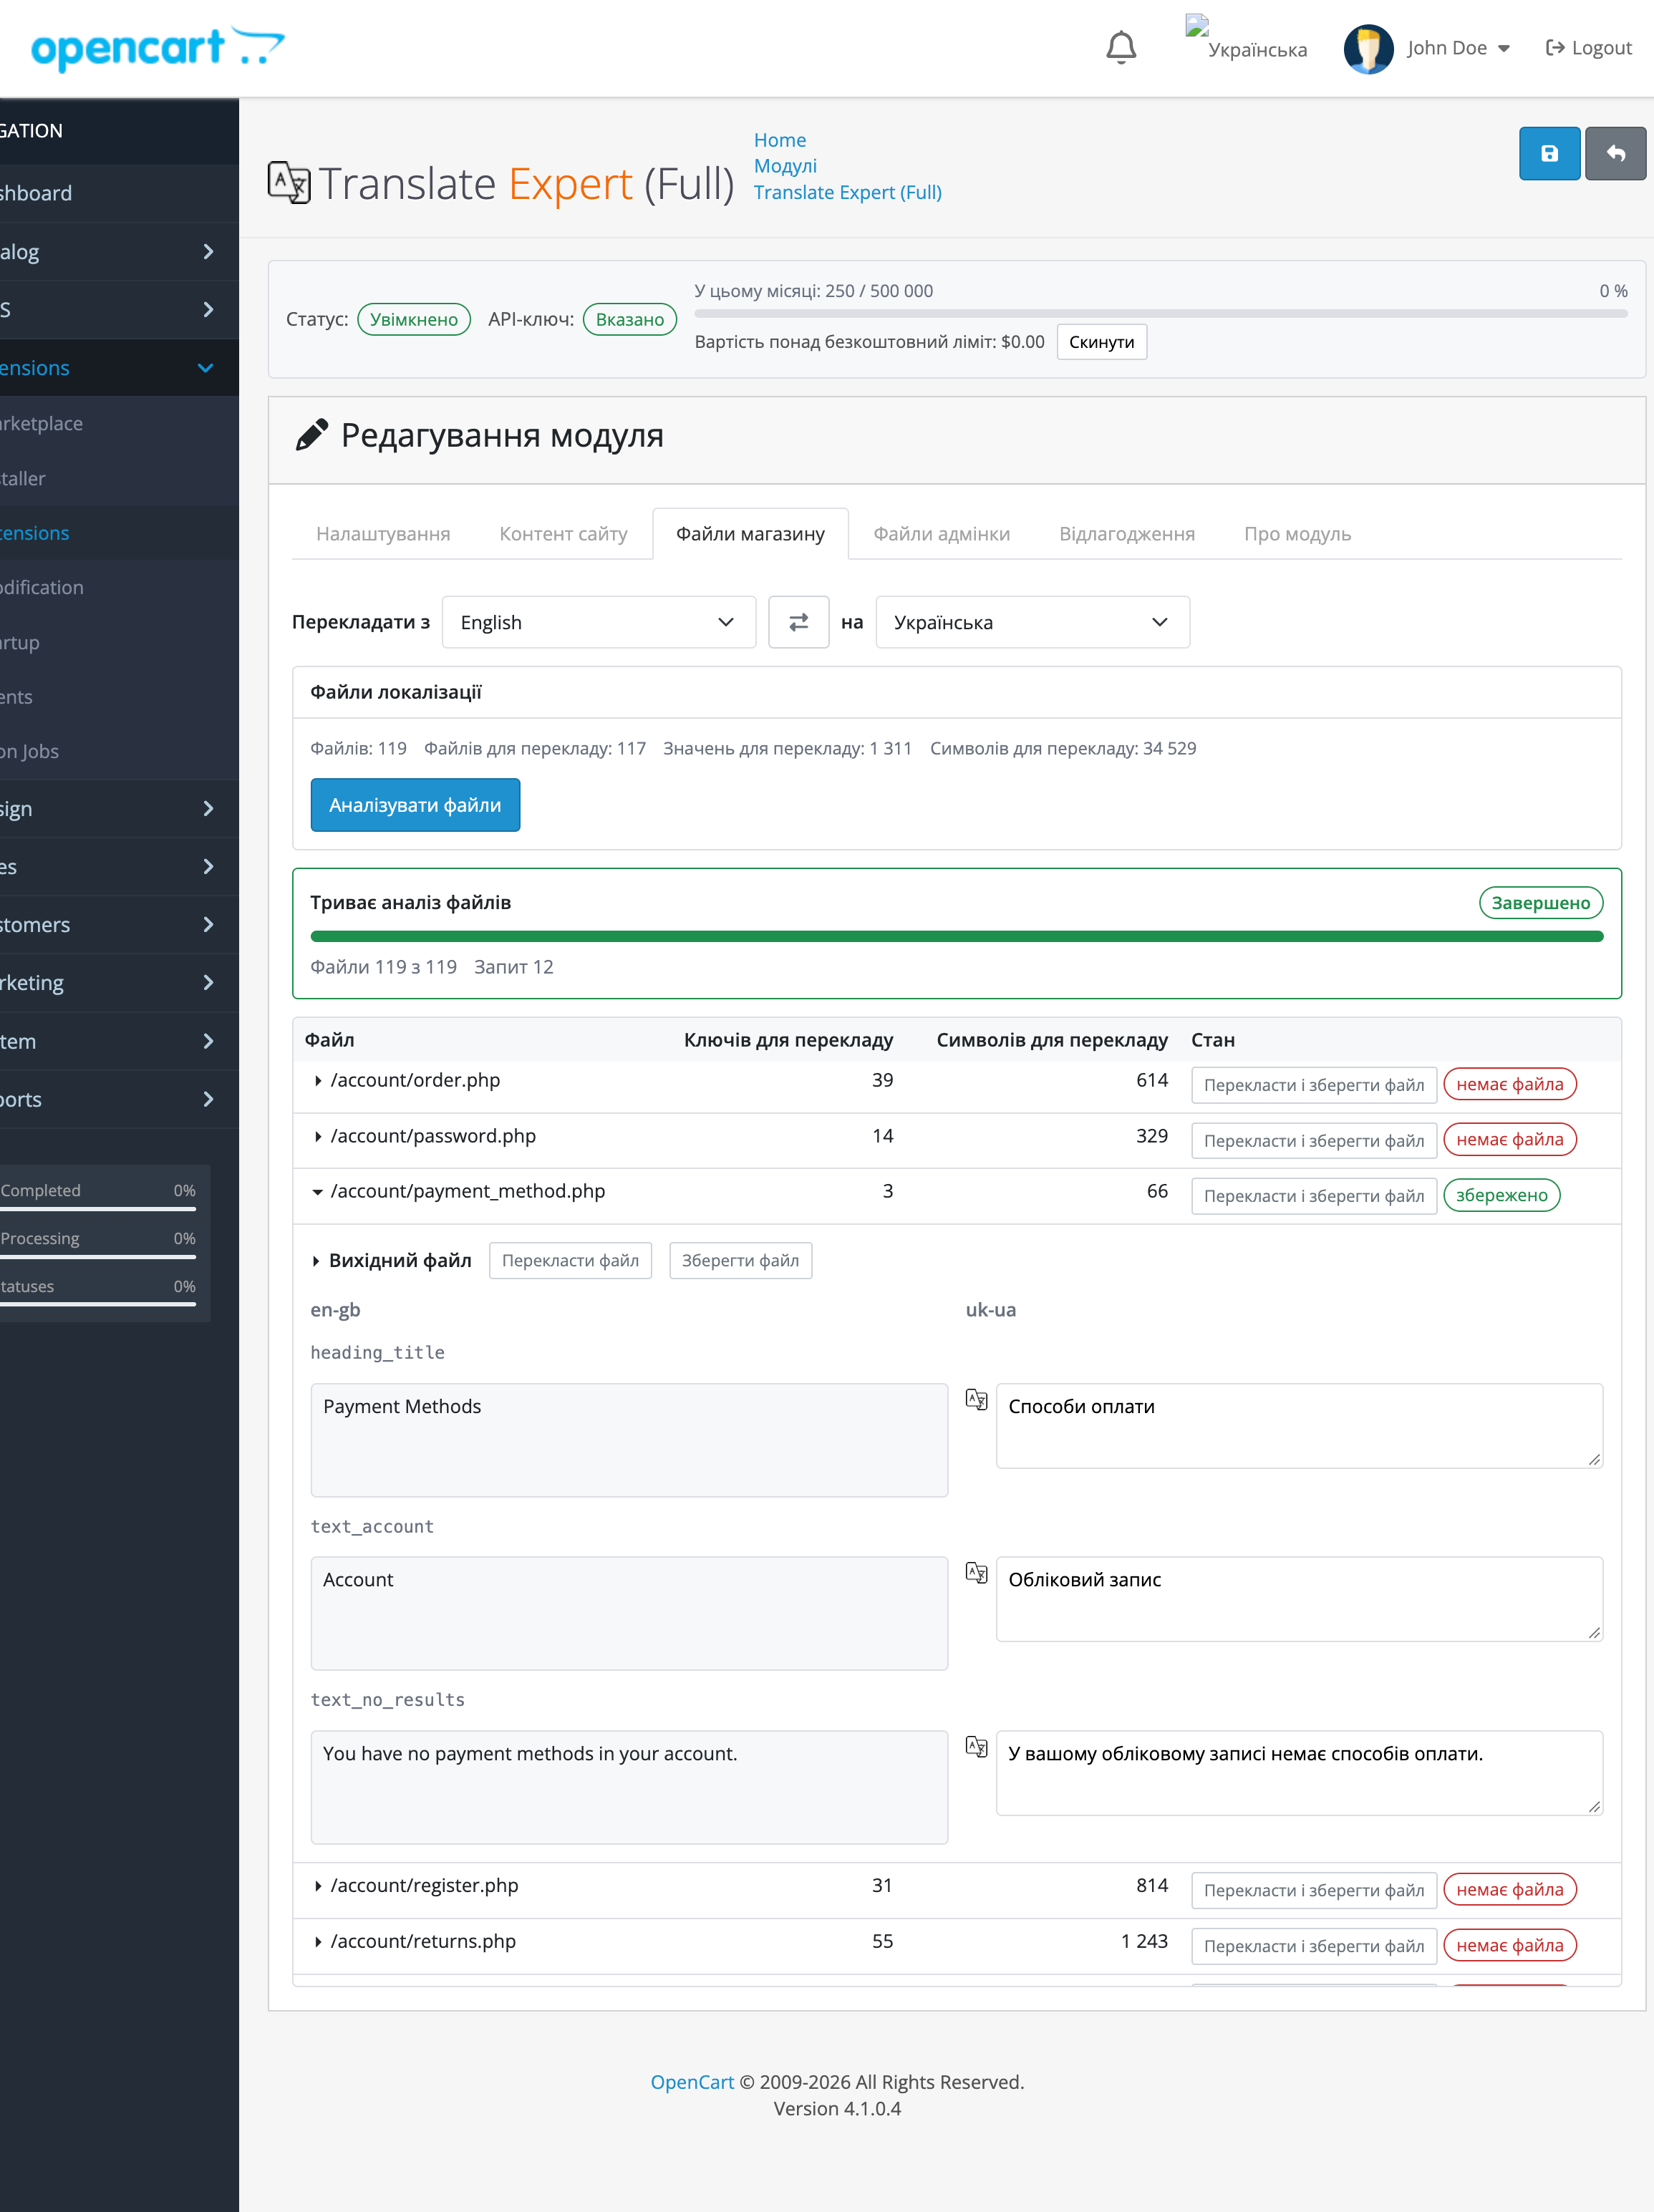 opencart
Українська
John Doe
Logout
GATION
shboard
alog
S
ensions
arketplace
staller
tensions
odification
artup
ents
on Jobs
sign
es
stomers
rketing
tem
ports
Completed 0%
Processing 0%
tatuses 0%
Translate Expert (Full)
Home
Модулі
Translate Expert (Full)
Статус: Увімкнено API-ключ: Вказано
У цьому місяці: 250 / 500 000 0 %
Вартість понад безкоштовний ліміт: $0.00 Скинути
Редагування модуля
Налаштування Контент сайту Файли магазину Файли адмінки Відлагодження Про модуль
Перекладати з English на Українська
Файли локалізації
Файлів: 119 Файлів для перекладу: 117 Значень для перекладу: 1 311 Символів для перекладу: 34 529
Аналізувати файли
Триває аналіз файлів Завершено
Файли 119 з 119 Запит 12
Файл Ключів для перекладу Символів для перекладу Стан
/account/order.php 39 614 Перекласти і зберегти файл немає файла
/account/password.php 14 329 Перекласти і зберегти файл немає файла
/account/payment_method.php 3 66 Перекласти і зберегти файл збережено
Вихідний файл Перекласти файл Зберегти файл
en-gb uk-ua
heading_title
Payment Methods Способи оплати
text_account
Account Обліковий запис
text_no_results
You have no payment methods in your account. У вашому обліковому записі немає способів оплати.
/account/register.php 31 814 Перекласти і зберегти файл немає файла
/account/returns.php 55 1 243 Перекласти і зберегти файл немає файла
OpenCart © 2009-2026 All Rights Reserved.
Version 4.1.0.4